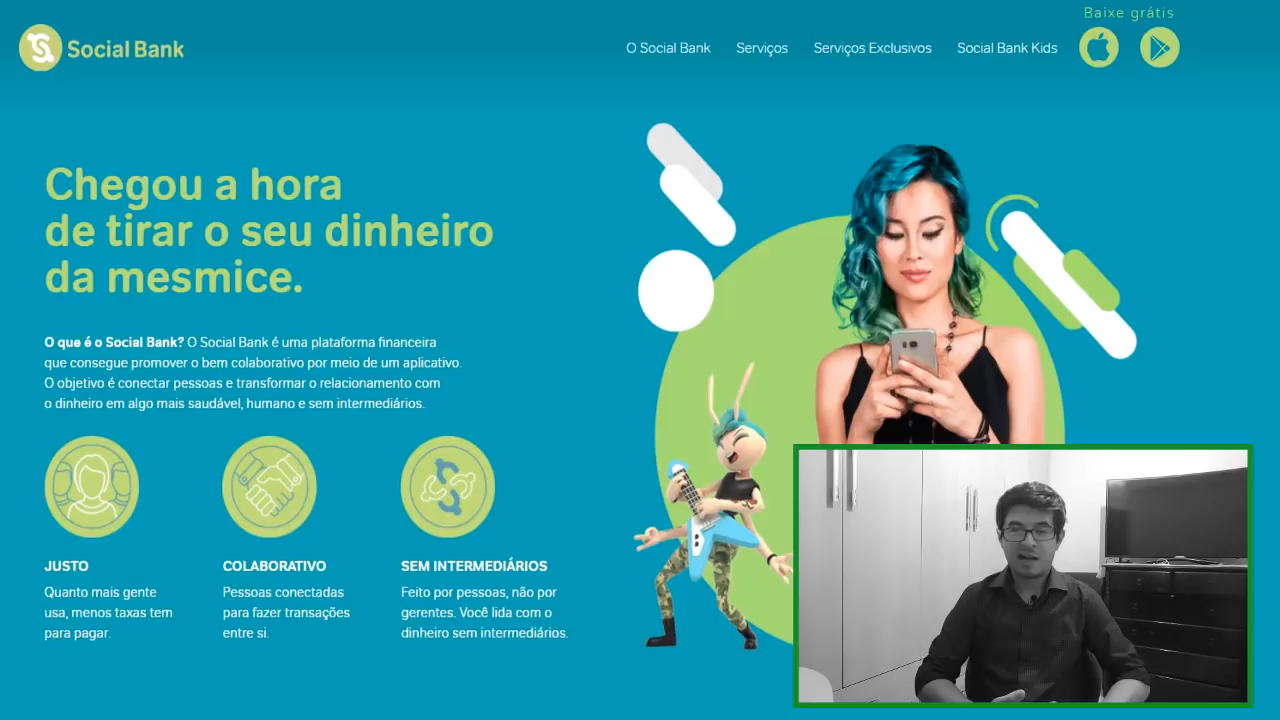 Baixe grátis
Social Bank
O Social Bank
Serviços
Serviços Exclusivos
Social Bank Kids
Chegou a hora
de tirar o seu dinheiro
da mesmice.
O que é o Social Bank? O Social Bank é uma plataforma financeira
que consegue promover o bem colaborativo por meio de um aplicativo.
O objetivo é conectar pessoas e transformar o relacionamento com
o dinheiro em algo mais saudável, humano e sem intermediários.
JUSTO
Quanto mais gente
usa, menos taxas tem
para pagar.
COLABORATIVO
Pessoas conectadas
para fazer transações
entre si.
SEM INTERMEDIÁRIOS
Feito por pessoas, não por
gerentes. Você lida com o
dinheiro sem intermediários.